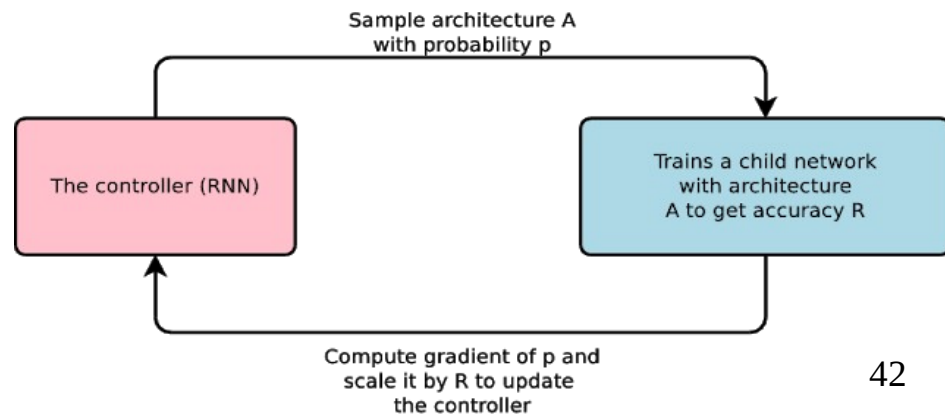 Sample architecture A
with probability p
The controller (RNN)
Trains a child network
with architecture
A to get accuracy R
Compute gradient of p and
scale it by R to update
the controller
42